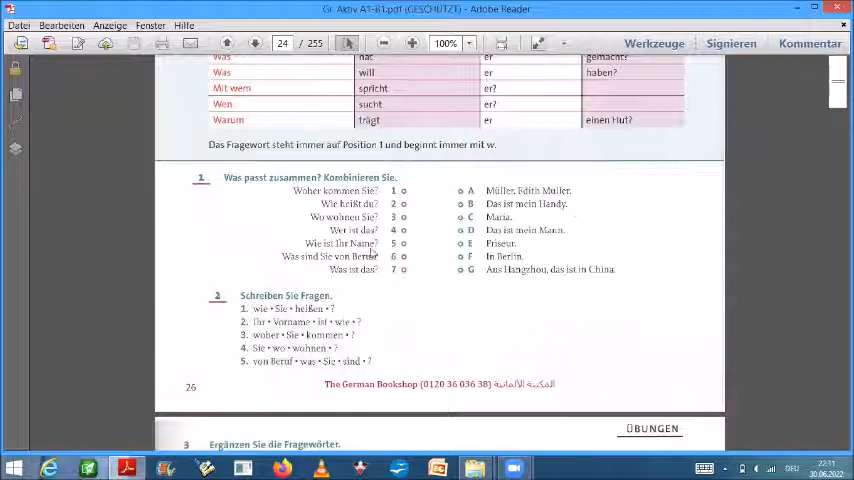 Gr. Aktiv A1-B1.pdf (GESCHÜTZT) - Adobe Reader
Datei Bearbeiten Anzeige Fenster Hilfe
24 / 255 100% Werkzeuge Signieren Kommentar
Was hat er gemacht?
Was will er haben?
Mit wem spricht er?
Wen sucht er?
Warum trägt er einen Hut?
Das Fragewort steht immer auf Position 1 und beginnt immer mit w.
1 Was passt zusammen? Kombinieren Sie.
Woher kommen Sie? 1 A Müller, Edith Müller.
Wie heißt du? 2 B Das ist mein Handy.
Wo wohnen Sie? 3 C Maria.
Wer ist das? 4 D Das ist mein Mann.
Wie ist Ihr Name? 5 E Friseur.
Was sind Sie von Beruf? 6 F In Berlin.
Was ist das? 7 G Aus Hangzhou, das ist in China.
2 Schreiben Sie Fragen.
1. wie • Sie • heißen • ?
2. Ihr • Vorname • ist • wie • ?
3. woher • Sie • kommen • ?
4. Sie • wo • wohnen • ?
5. von Beruf • was • Sie • sind • ?
26 The German Bookshop (0120 36 036 38) المكتبة الألمانية
ÜBUNGEN
3 Ergänzen Sie die Fragewörter.
DEU 22:11
30.06.2022